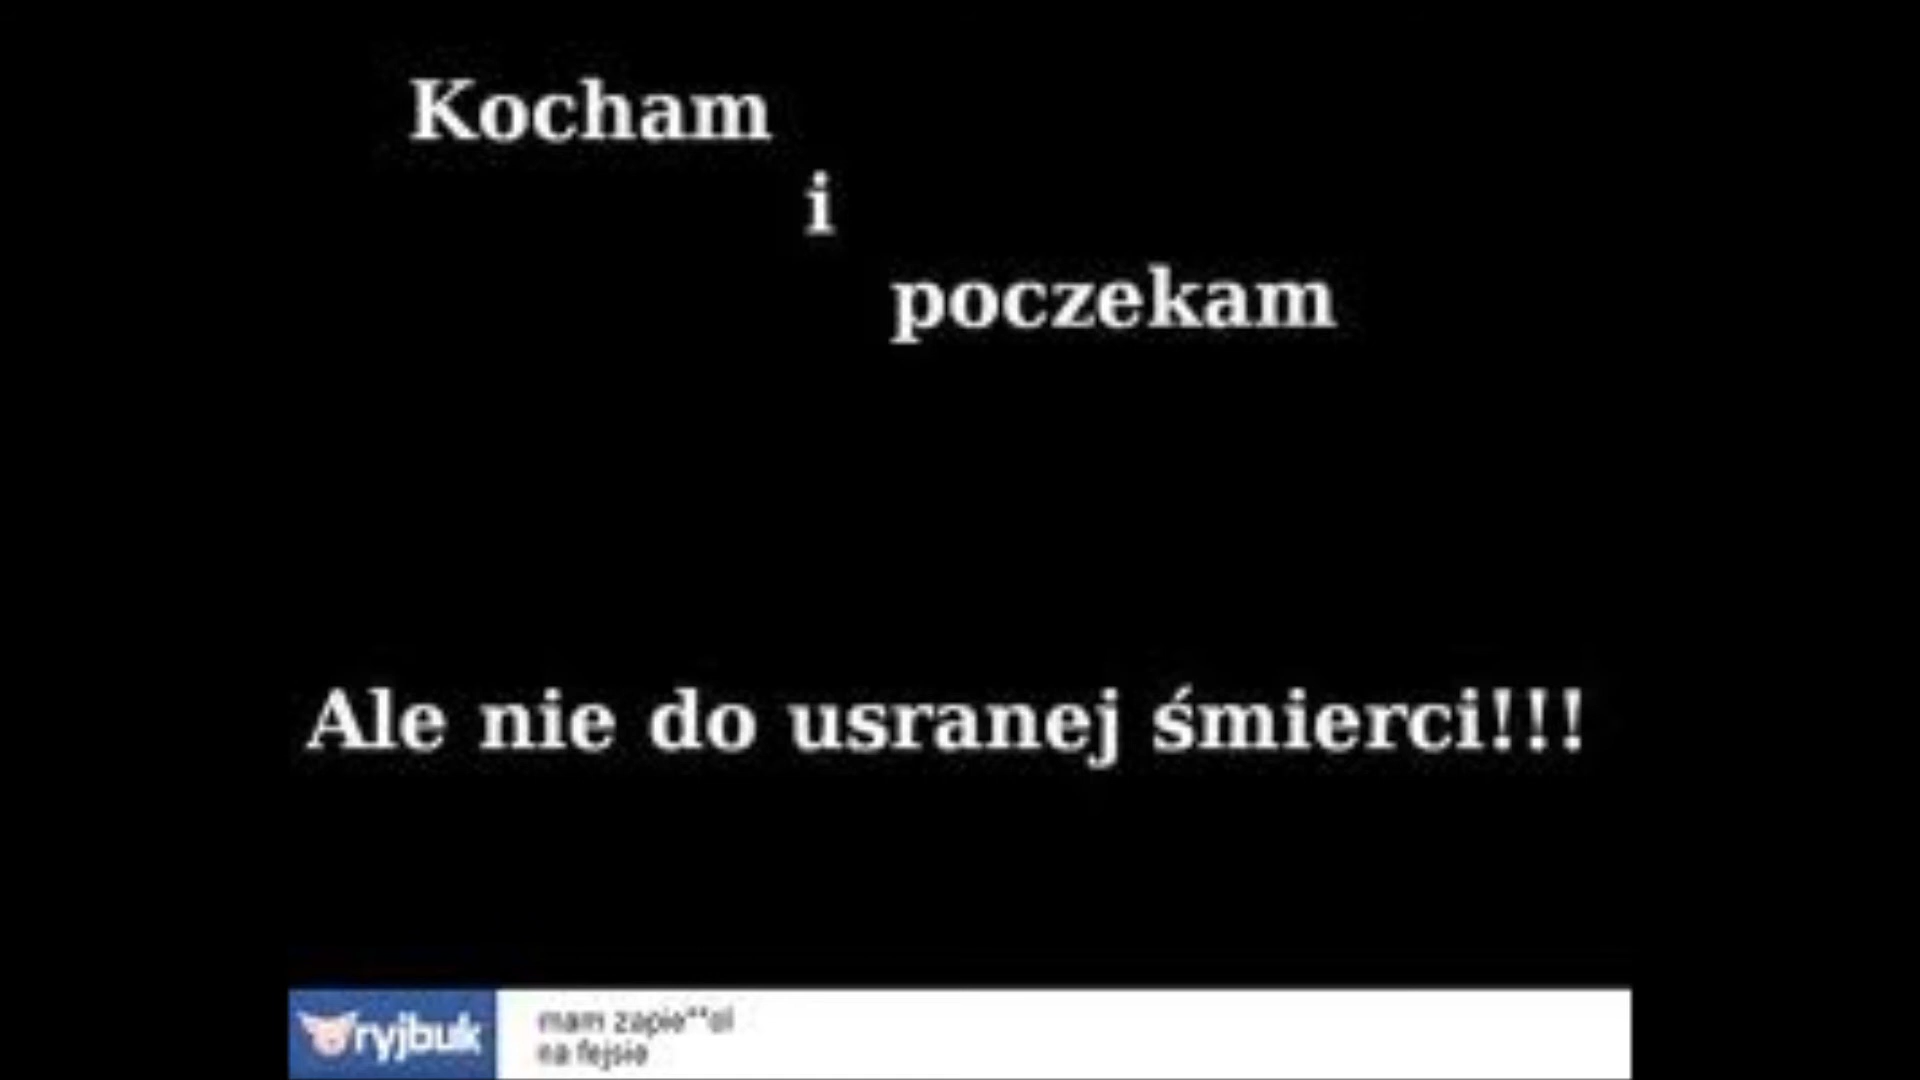 Kocham
i
poczekam
Ale nie do usranej śmierci!!!
ryjbuk
mam zapie**ol
na fejsie